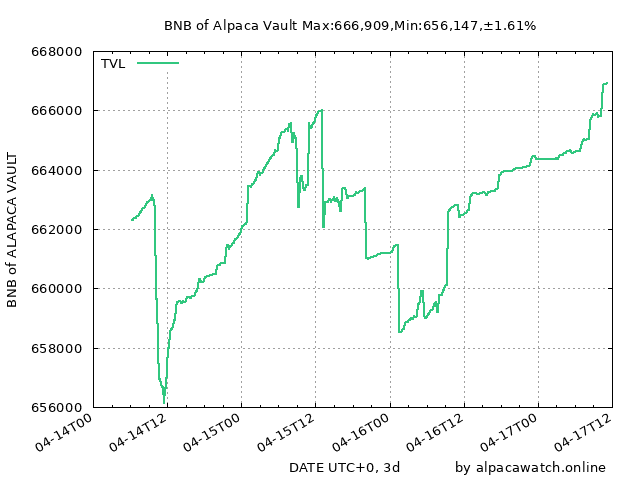 BNB of Alpaca Vault Max:666,909,Min:656,147,±1.61%
TVL
668000
666000
664000
662000
660000
658000
656000
BNB of ALAPACA VAULT
04-14T00
04-14T12
04-15T00
04-15T12
04-16T00
04-16T12
04-17T00
04-17T12
DATE UTC+0, 3d
by alpacawatch.online